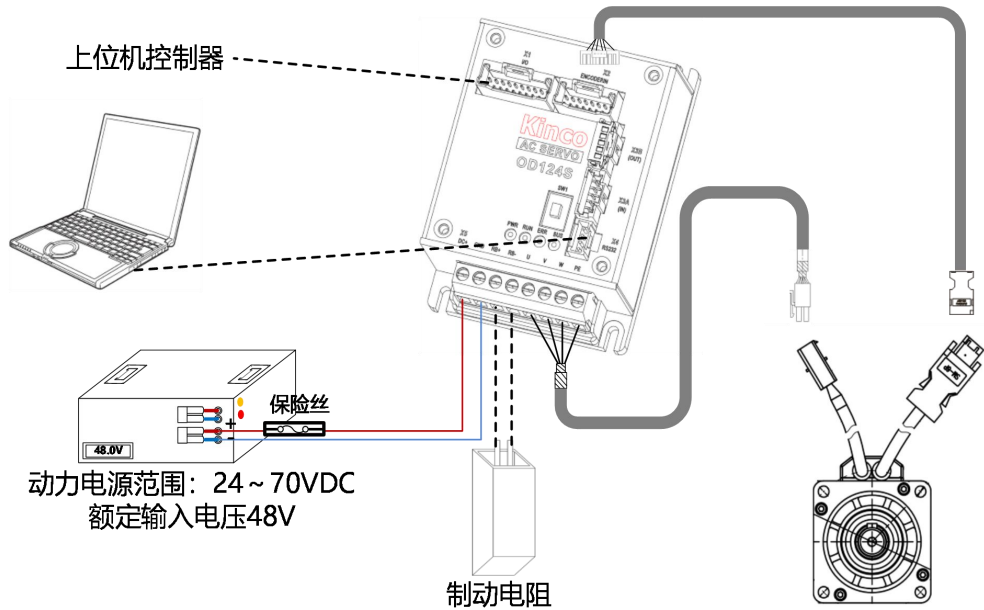 上位机控制器
X1
I/O
X2
ENCODERIN
Kinco
AC SERVO
OD124S
X3B
(OUT)
X3A
(IN)
SW1
X4
RS232
PWR RUN ERR BUS
X5
DC+ RB+ RB- U V W PE
保险丝
+
-
48.0V
动力电源范围：24～70VDC
额定输入电压48V
制动电阻